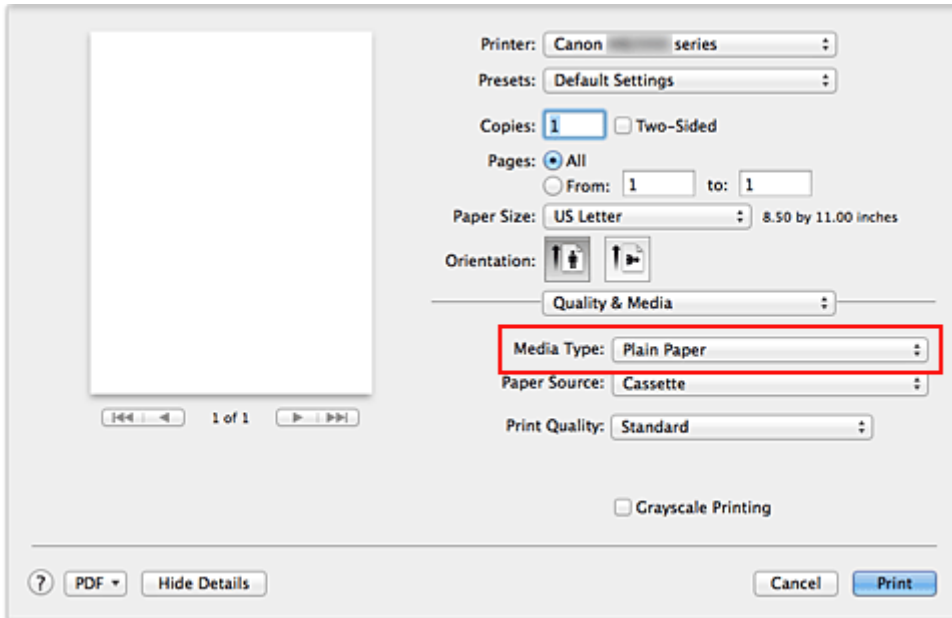 Printer: Canon series
Presets: Default Settings
Copies: 1 Two-Sided
Pages: All
From: 1 to: 1
Paper Size: US Letter 8.50 by 11.00 inches
Orientation:
Quality & Media
Media Type: Plain Paper
Paper Source: Cassette
1 of 1
Print Quality: Standard
Grayscale Printing
? PDF Hide Details Cancel Print